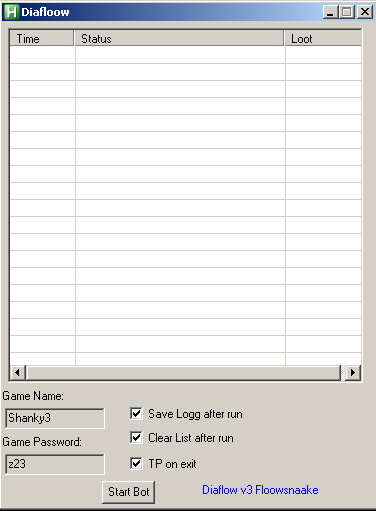 H Diafloow
Time Status Loot
Game Name:
Shanky3
Save Logg after run
Game Password:
Clear List after run
z23
TP on exit
Start Bot
Diaflow v3 Floowsnaake